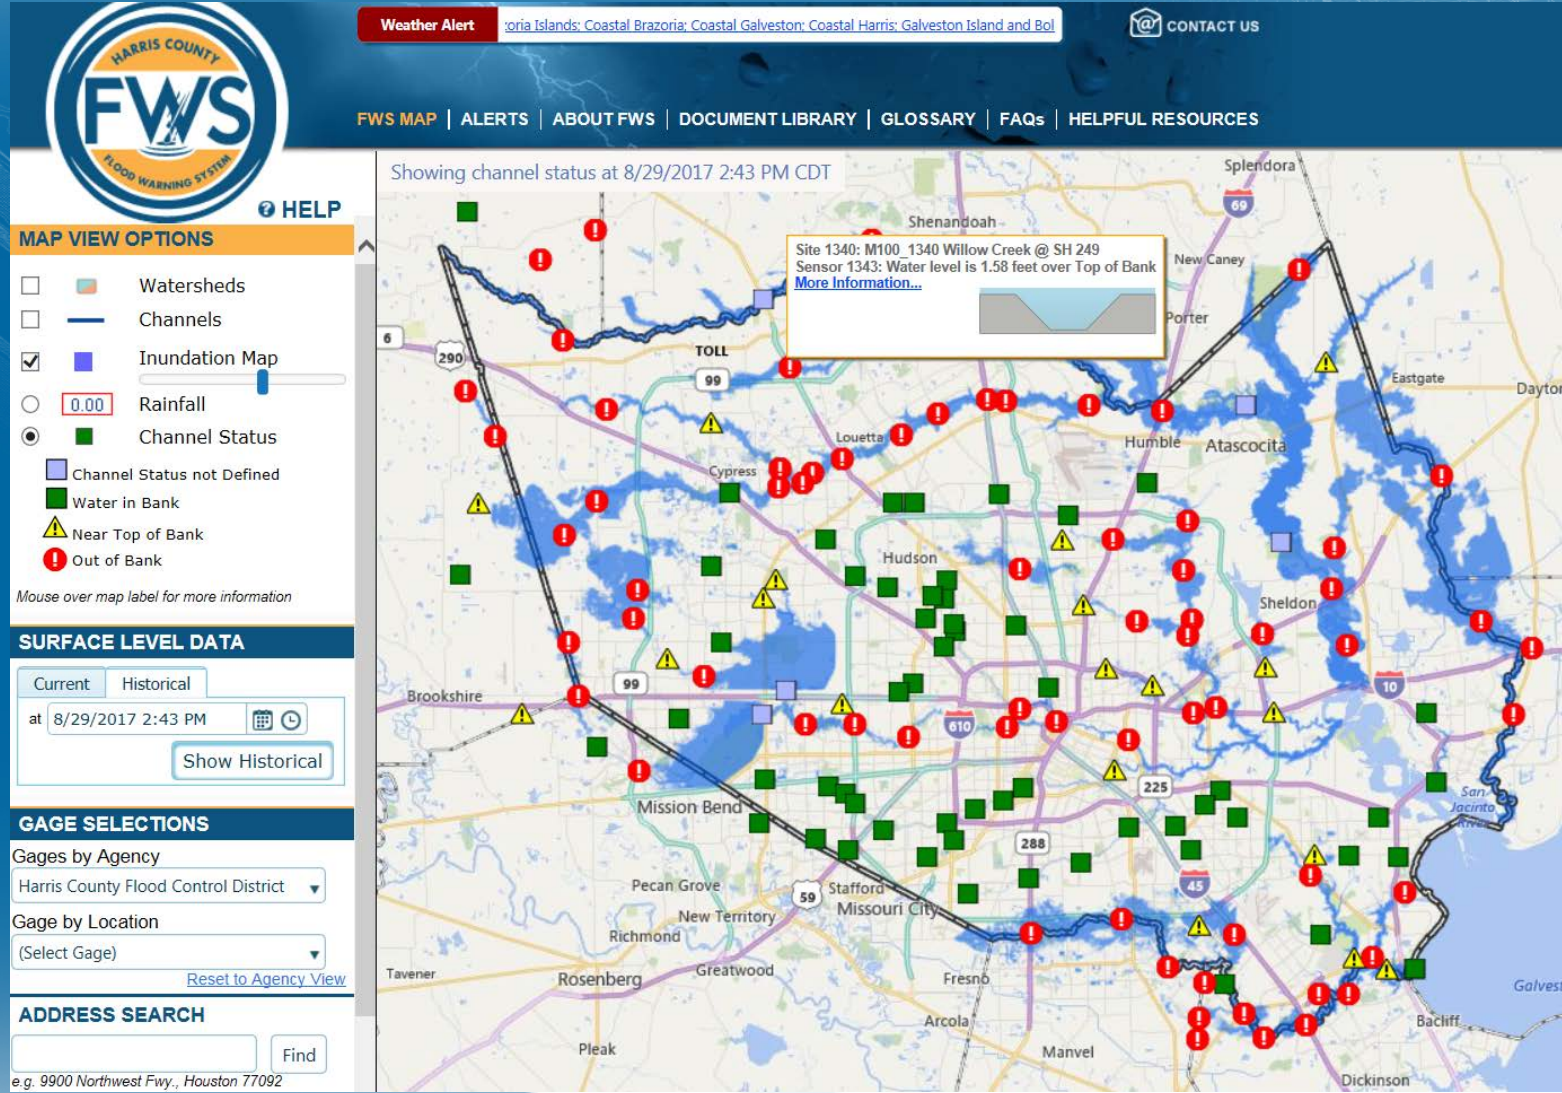 HARRIS COUNTY
FWS
FLOOD WARNING SYSTEM
Weather Alert
oria Islands; Coastal Brazoria; Coastal Galveston; Coastal Harris; Galveston Island and Bol
CONTACT US
FWS MAP | ALERTS | ABOUT FWS | DOCUMENT LIBRARY | GLOSSARY | FAQs | HELPFUL RESOURCES
? HELP
MAP VIEW OPTIONS
Watersheds
Channels
Inundation Map
0.00 Rainfall
Channel Status
Channel Status not Defined
Water in Bank
Near Top of Bank
Out of Bank
Mouse over map label for more information
SURFACE LEVEL DATA
Current Historical
at 8/29/2017 2:43 PM
Show Historical
GAGE SELECTIONS
Gages by Agency
Harris County Flood Control District
Gage by Location
(Select Gage)
Reset to Agency View
ADDRESS SEARCH
Find
e.g. 9900 Northwest Fwy., Houston 77092
Showing channel status at 8/29/2017 2:43 PM CDT
Splendora
69
Shenandoah
Site 1340: M100_1340 Willow Creek @ SH 249
Sensor 1343: Water level is 1.58 feet over Top of Bank
More Information...
New Caney
Porter
6
290
TOLL
99
Eastgate
Dayto
Louetta
Humble
Atascocita
Cypress
Hudson
Sheldon
99
Brookshire
10
610
225
San
Jacinto
Mission Bend
288
45
Pecan Grove
59
Stafford
Missouri City
New Territory
Richmond
Tavener
Rosenberg
Greatwood
Fresno
Galvest
Arcola
Bacliff
Pleak
Manvel
Dickinson